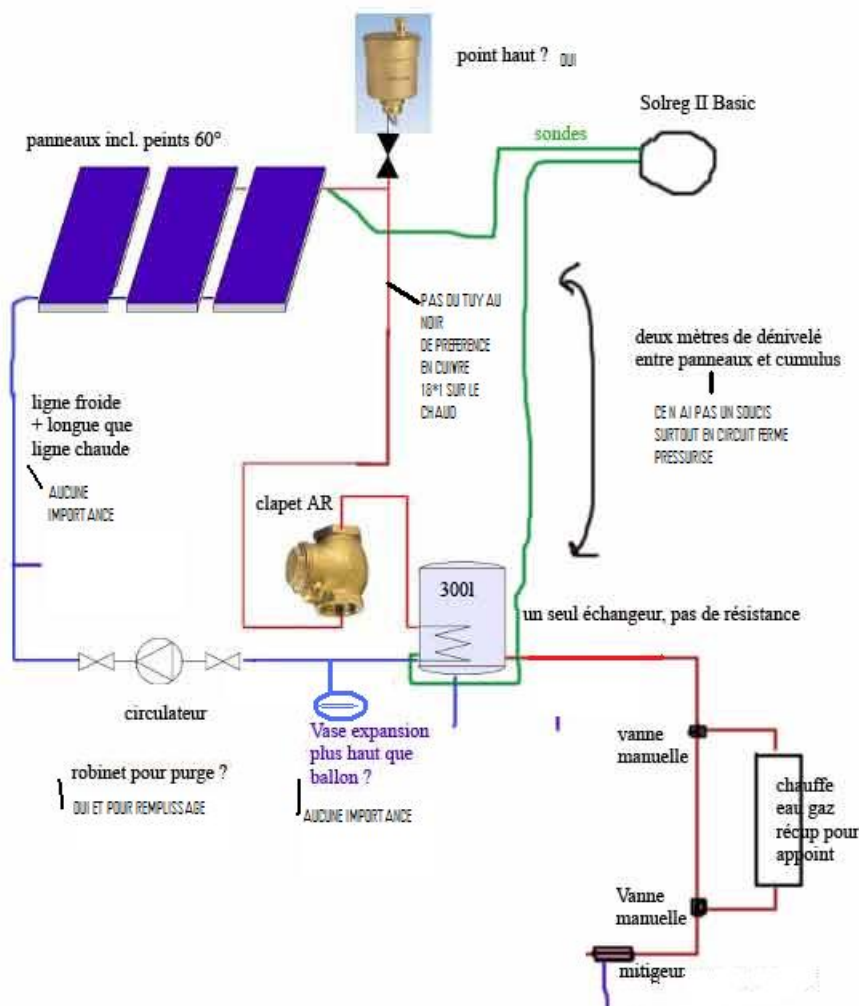 point haut ? OUI
Solreg II Basic
sondes
panneaux incl. peints 60°
PAS DU TUY AU
NOIR
DE PREFERENCE
EN CUIVRE
18*1 SUR LE
CHAUD
deux mètres de dénivelé
entre panneaux et cumulus
CE N AI PAS UN SOUCIS
SURTOUT EN CIRCUIT FERME
PRESSURISE
ligne froide
+ longue que
ligne chaude
AUCUNE
IMPORTANCE
clapet AR
300l
un seul échangeur, pas de résistance
circulateur
Vase expansion
plus haut que
ballon ?
AUCUNE IMPORTANCE
robinet pour purge ?
OUI ET POUR REMPLISSAGE
vanne
manuelle
chauffe
eau gaz
récup pour
appoint
Vanne
manuelle
mitigeur